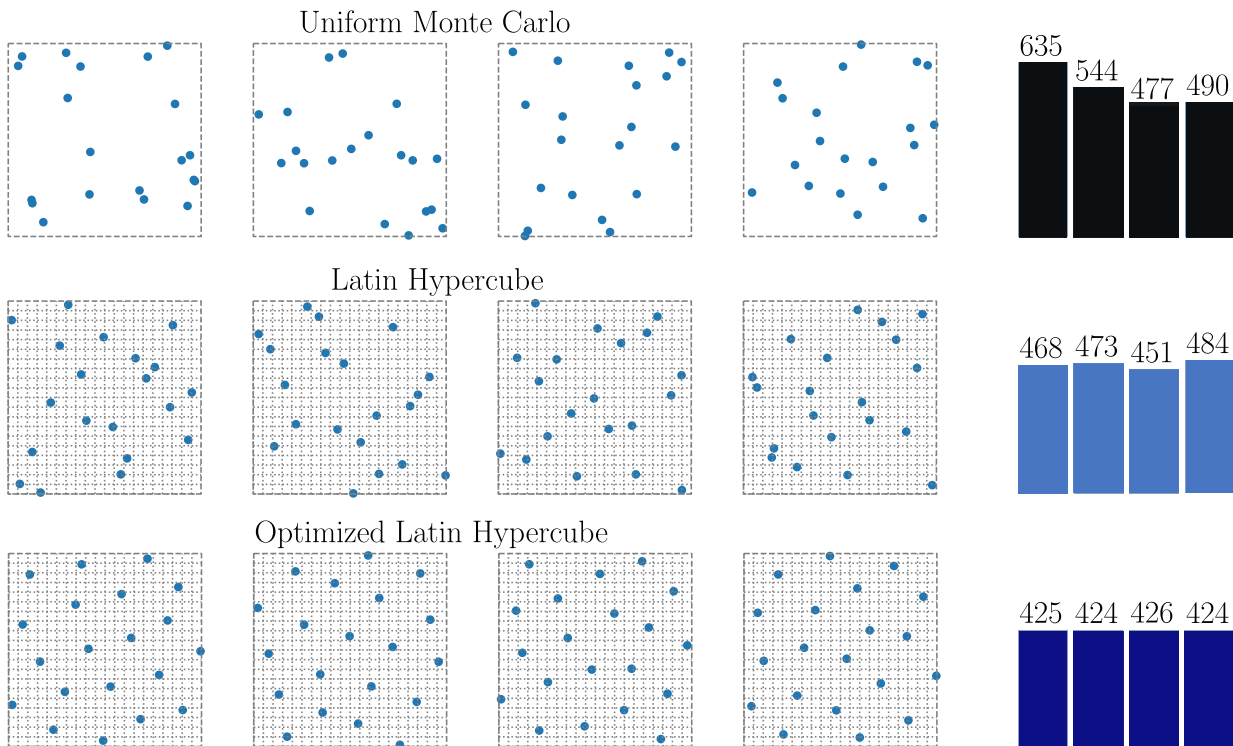 Uniform Monte Carlo
635 544 477 490
Latin Hypercube
468 473 451 484
Optimized Latin Hypercube
425 424 426 424